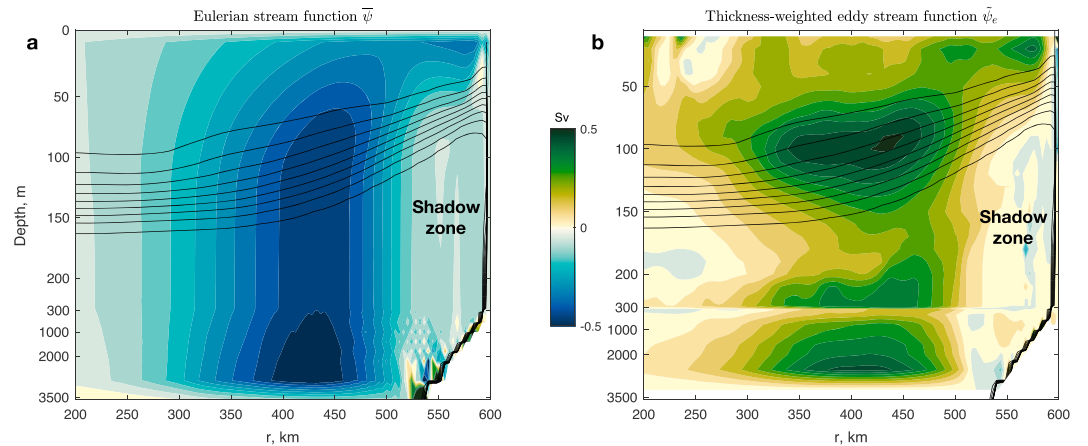 Eulerian stream function ψ̅
Thickness-weighted eddy stream function ψ̃ₑ
a
b
0
50
100
150
200
300
1000
2000
3500
Depth, m
Shadow
zone
200 250 300 350 400 450 500 550 600
r, km
Sv
0.5
0
-0.5
50
100
150
200
300
1000
2000
3500
Shadow
zone
200 250 300 350 400 450 500 550 600
r, km